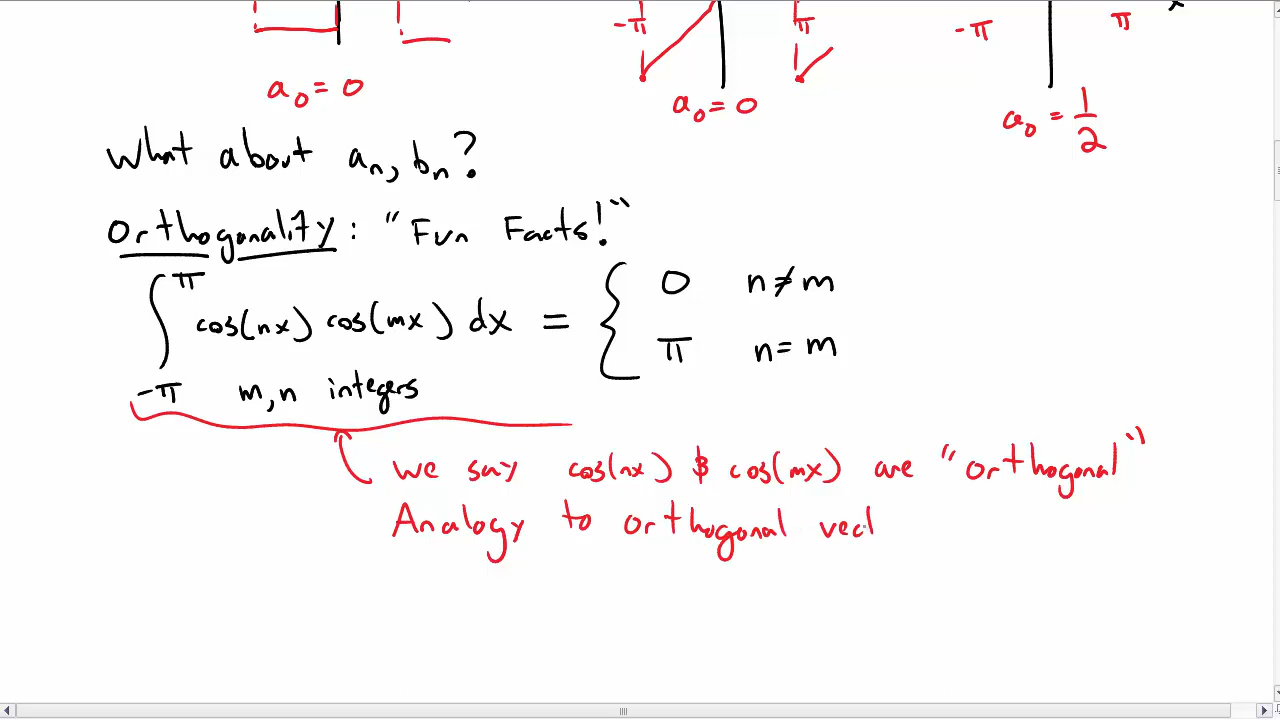 -π π -π π
a₀ = 0 a₀ = 0 a₀ = 1/2
What about aₙ, bₙ?
Orthogonality: "Fun Facts!"
∫_{-π}^{π} cos(nx) cos(mx) dx = { 0 n≠m
π n=m
m,n integers
we say cos(nx) & cos(mx) are "orthogonal"
Analogy to orthogonal vect